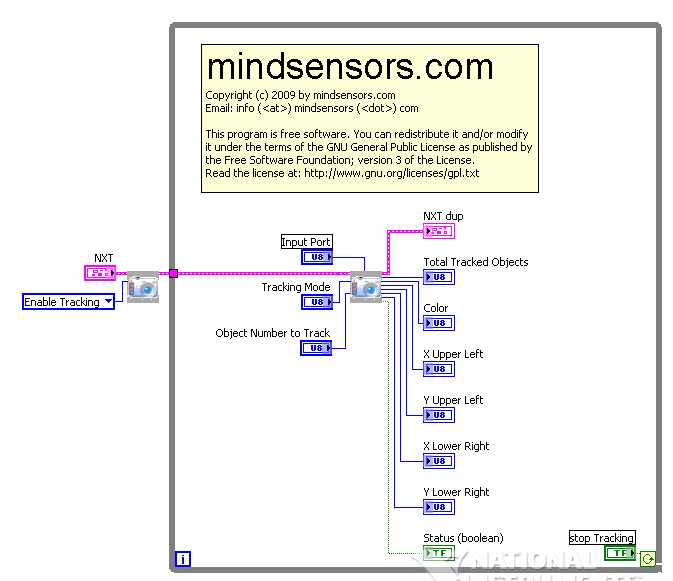 mindsensors.com
Copyright (c) 2009 by mindsensors.com
Email: info (<at>) mindsensors (<dot>) com
This program is free software. You can redistribute it and/or modify
it under the terms of the GNU General Public License as published by
the Free Software Foundation; version 3 of the License.
Read the license at: http://www.gnu.org/licenses/gpl.txt
NXT dup
Input Port
U8
NXT
Total Tracked Objects
U8
Enable Tracking
Tracking Mode
U8
Color
U8
Object Number to Track
U8
X Upper Left
U8
Y Upper Left
U8
X Lower Right
U8
Y Lower Right
U8
Status (boolean)
TF
stop Tracking
TF
i
NATIONAL